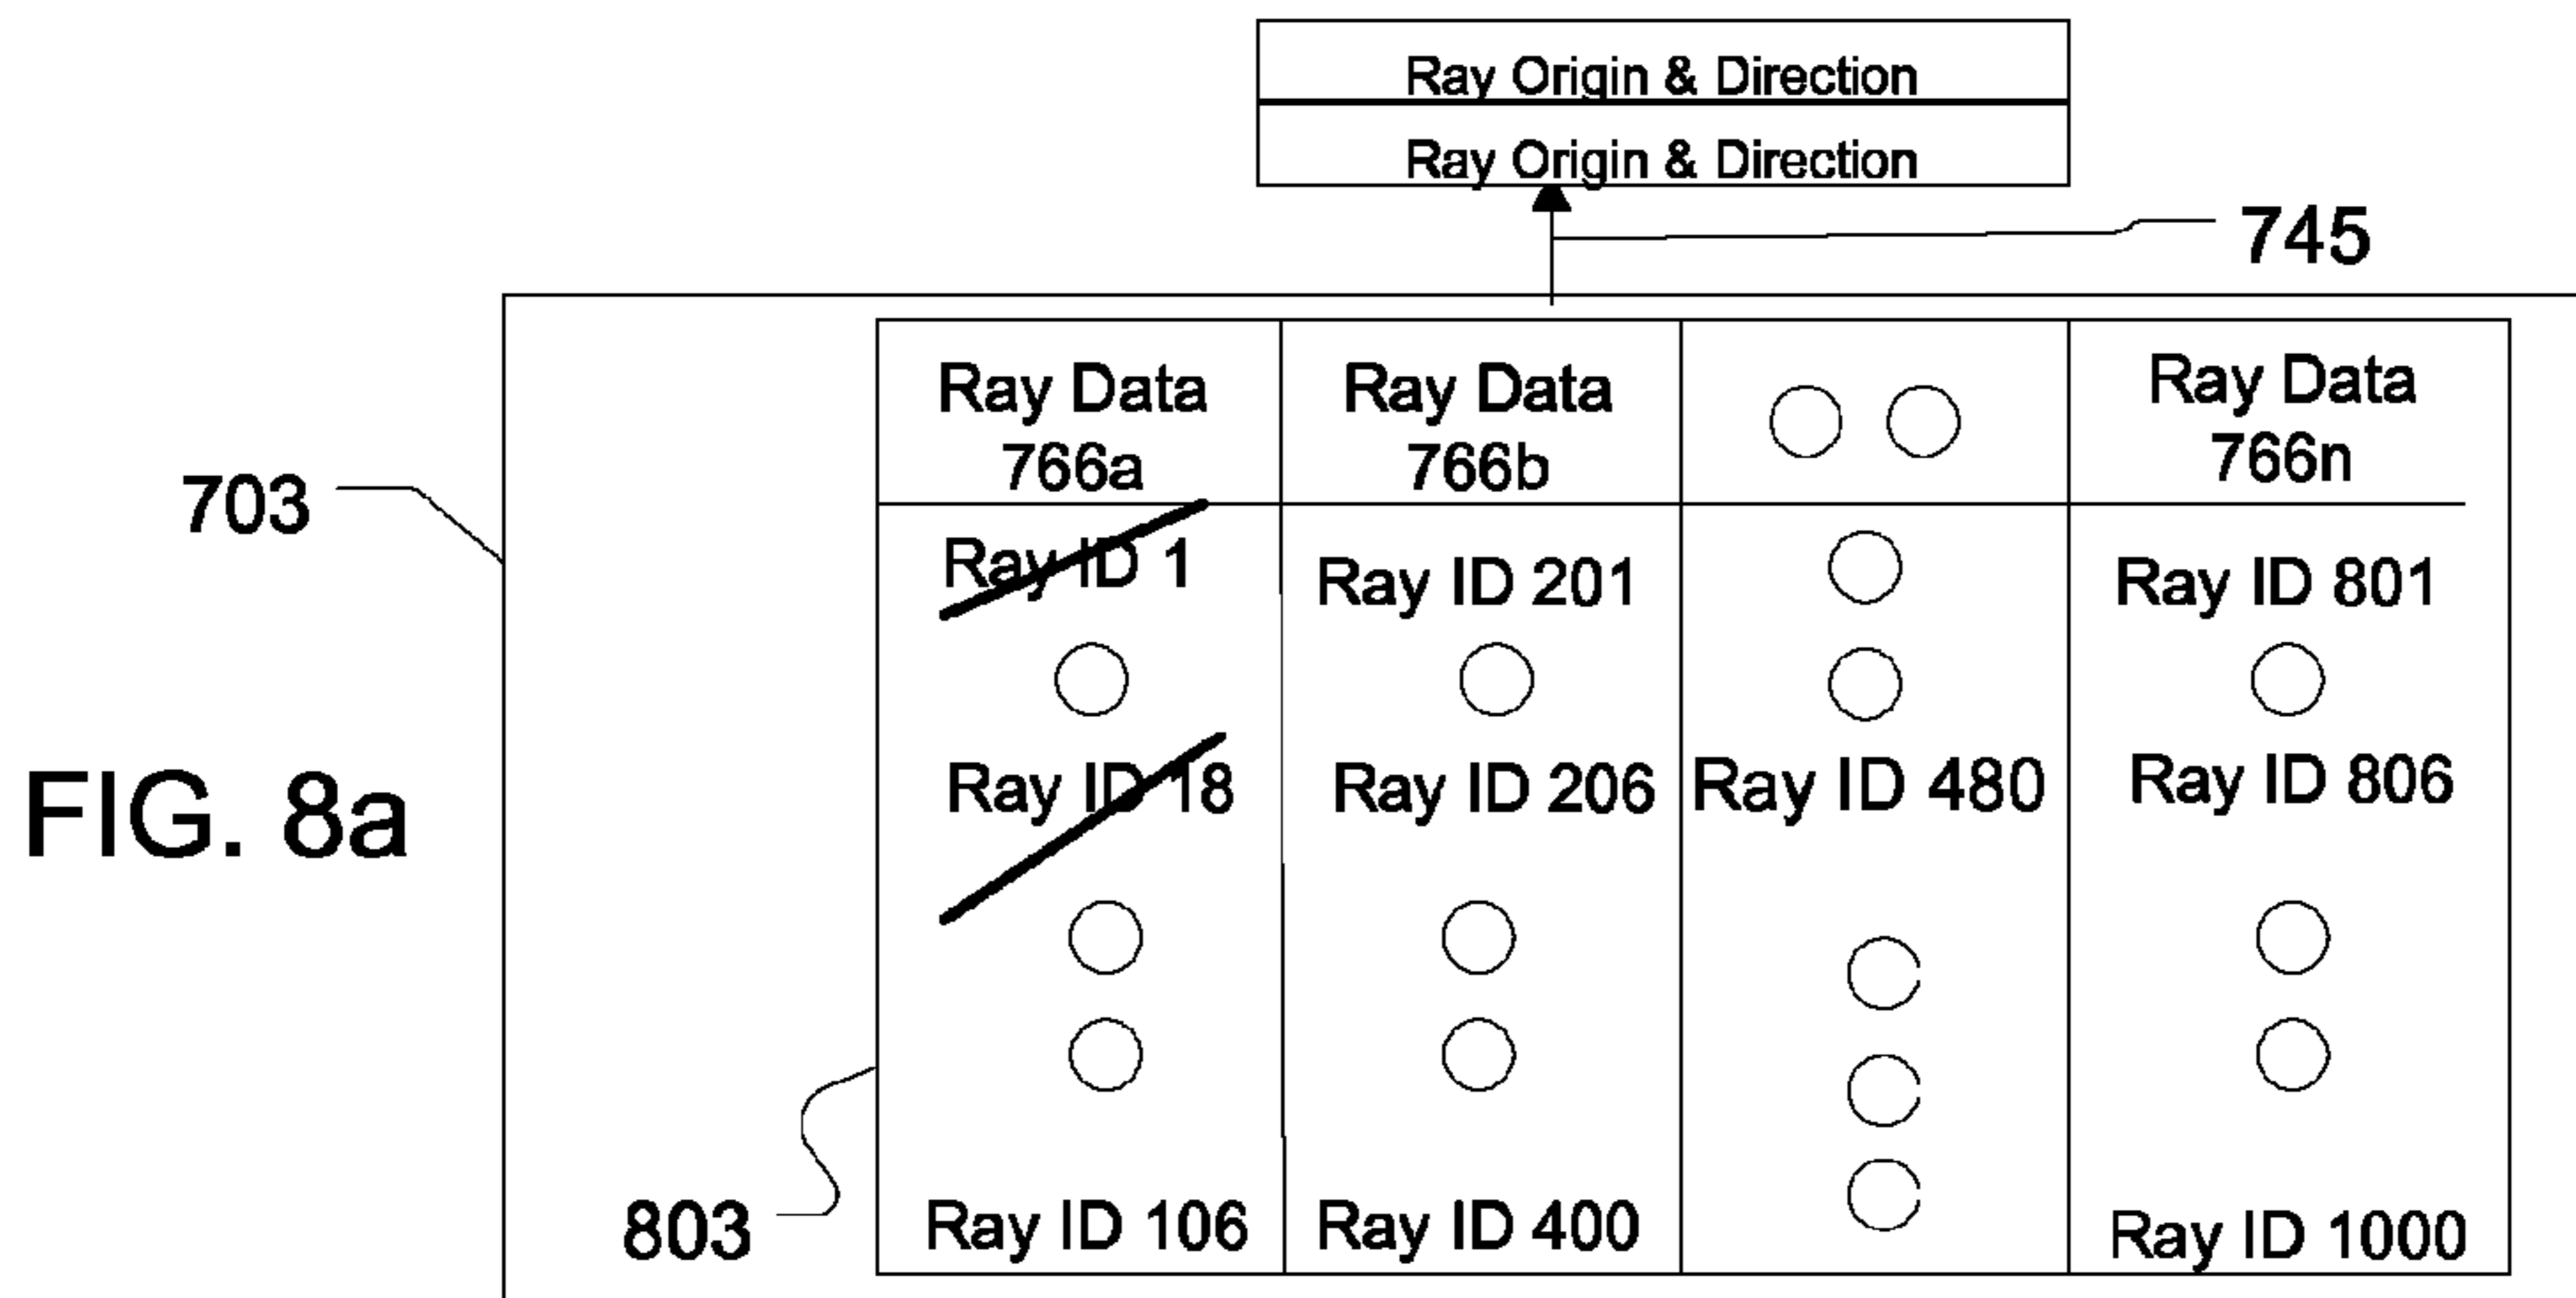 Ray Origin & Direction
Ray Origin & Direction
745
703
FIG. 8a
803
Ray Data
766a
Ray Data
766b
Ray Data
766n
Ray ID 1
Ray ID 201
Ray ID 801
Ray ID 18
Ray ID 206
Ray ID 480
Ray ID 806
Ray ID 106
Ray ID 400
Ray ID 1000